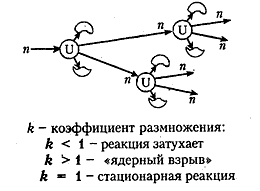 n
n
n
U
n
U
n
n
n
U
n
n
k – коэффициент размножения:
k < 1 – реакция затухает
k > 1 – «ядерный взрыв»
k = 1 – стационарная реакция